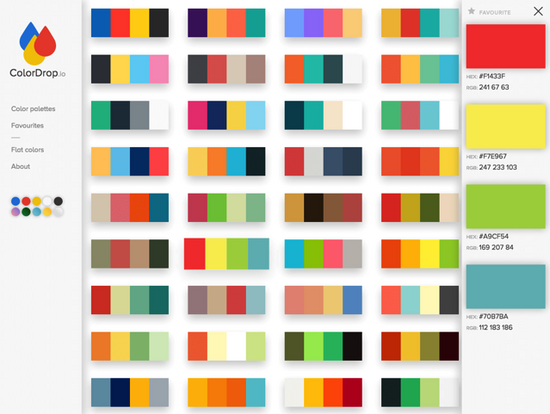 ColorDrop.io
Color palettes
Favourites
Flat colors
About
FAVOURITE
HEX: #F1433F
RGB: 241 67 63
HEX: #F7E967
RGB: 247 233 103
HEX: #A9CF54
RGB: 169 207 84
HEX: #70B7BA
RGB: 112 183 186